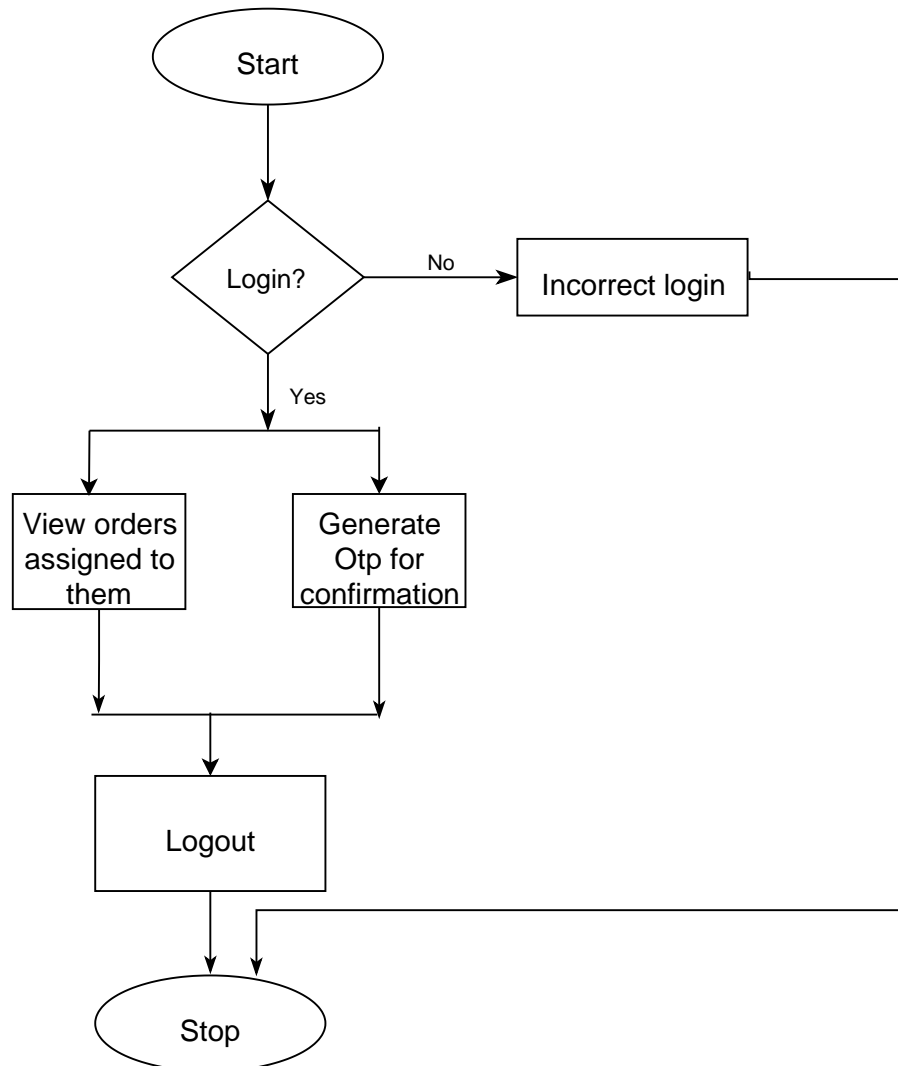 Start
Login?
No
Incorrect login
Yes
View orders
assigned to
them
Generate
Otp for
confirmation
Logout
Stop